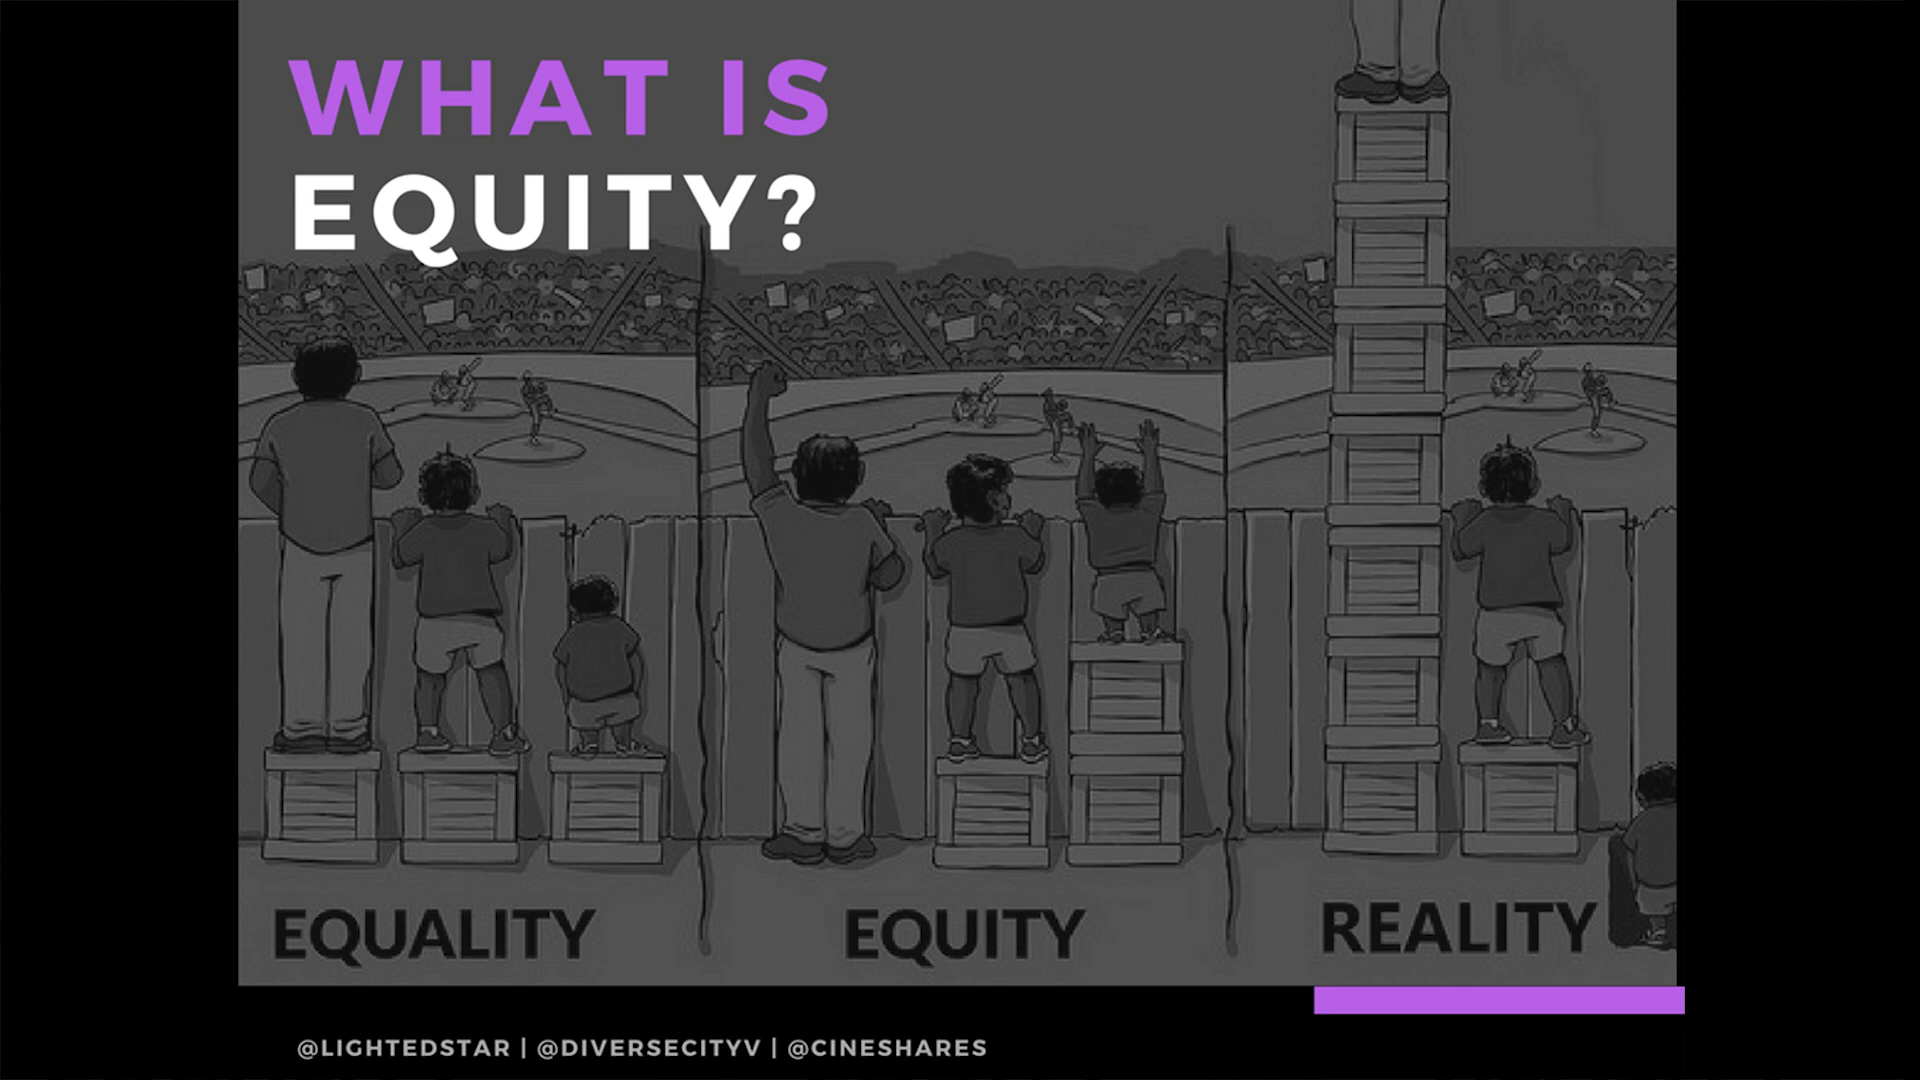 WHAT IS
EQUITY?
EQUALITY
EQUITY
REALITY
@LIGHTEDSTAR | @DIVERSECITYV | @CINESHARES